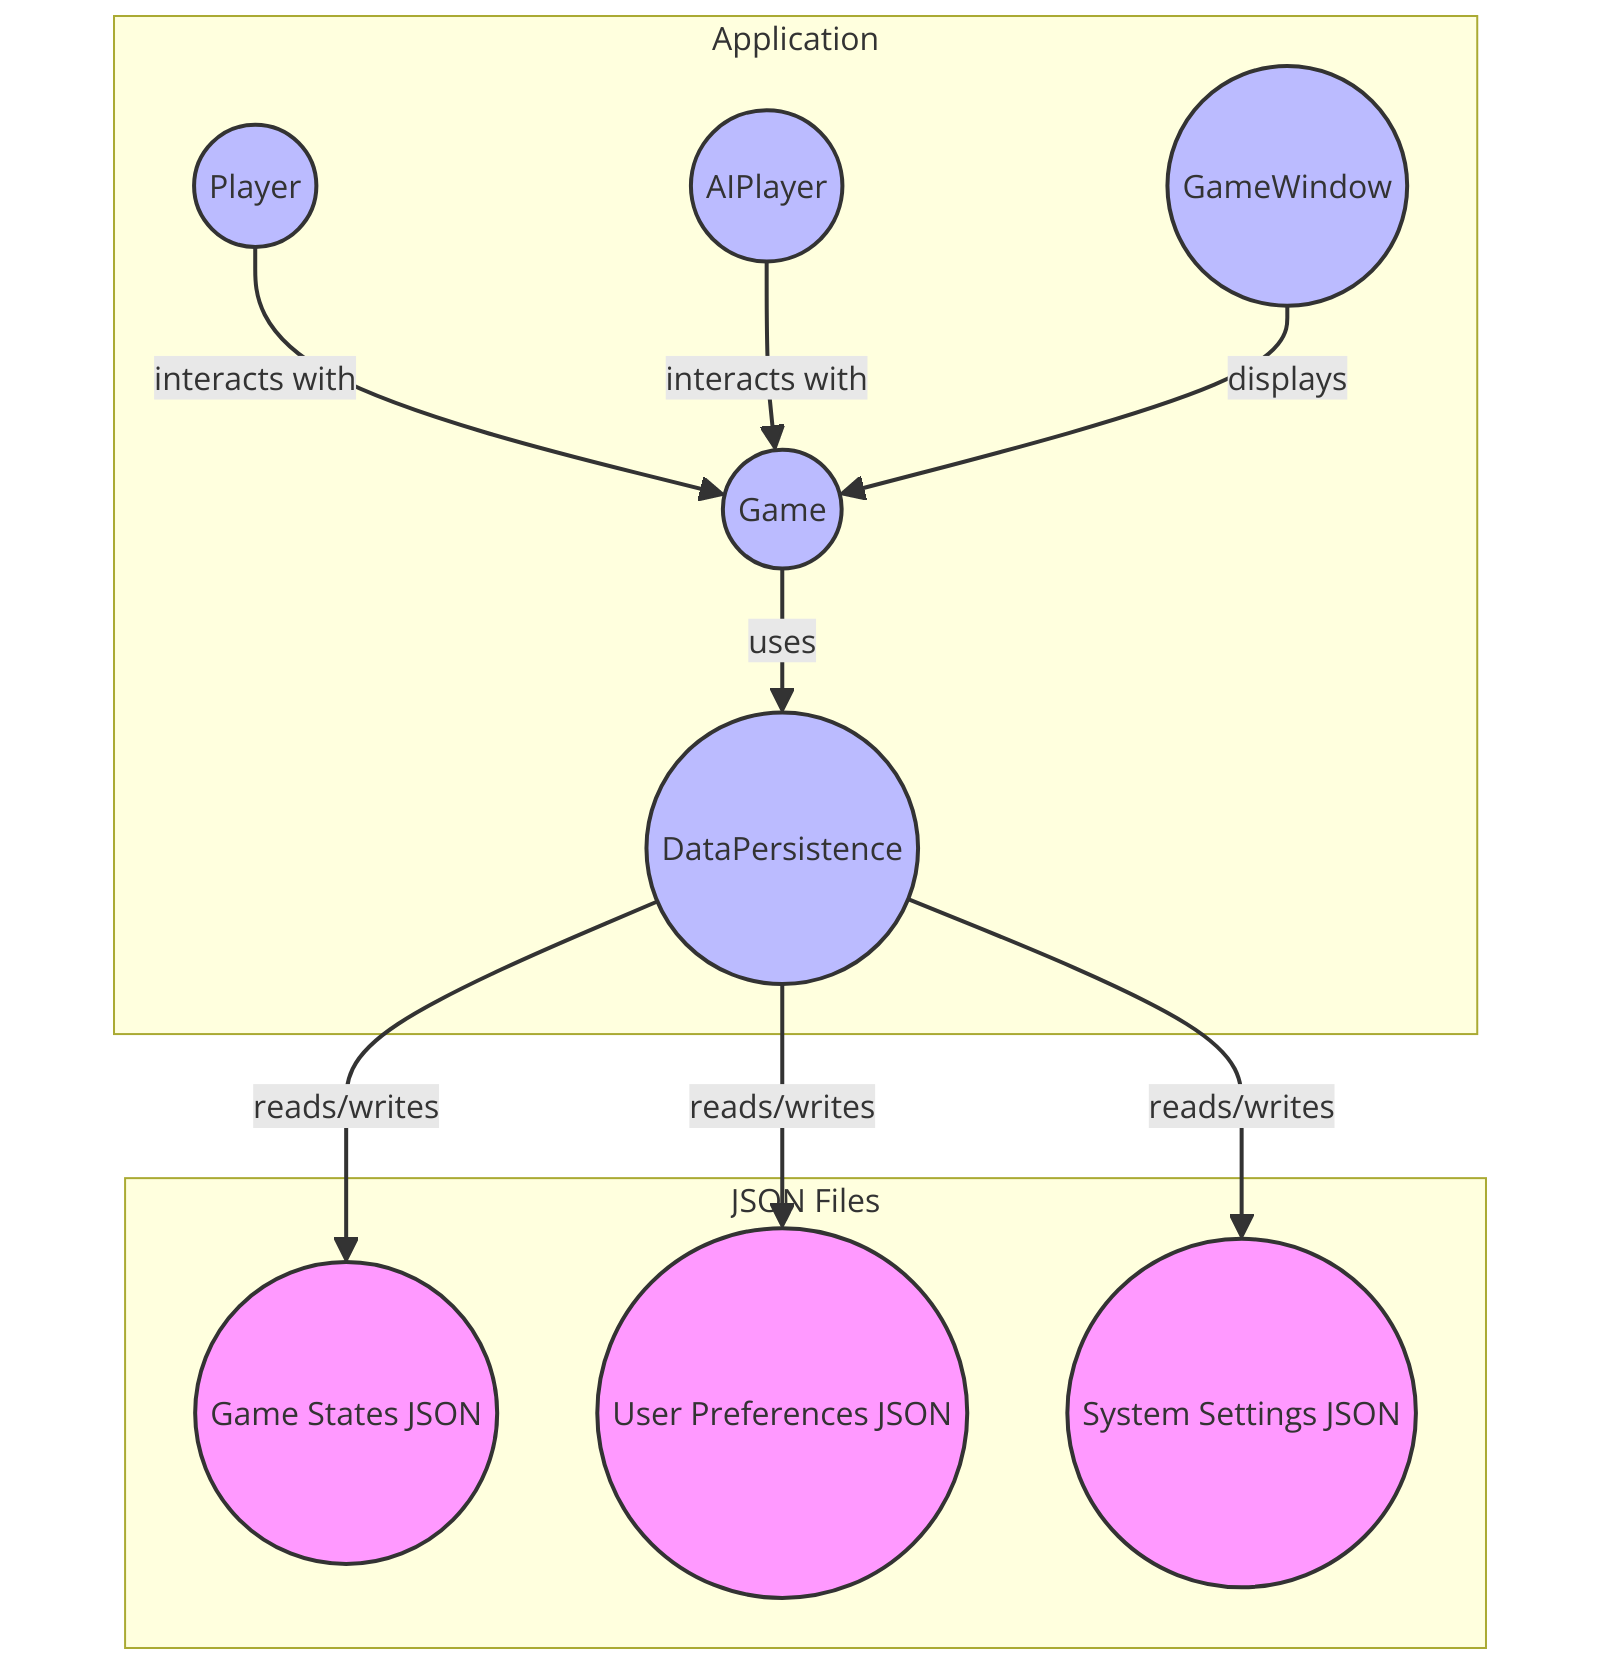 Application
Player
AIPlayer
GameWindow
interacts with
interacts with
displays
Game
uses
DataPersistence
reads/writes
reads/writes
reads/writes
JSON Files
Game States JSON
User Preferences JSON
System Settings JSON